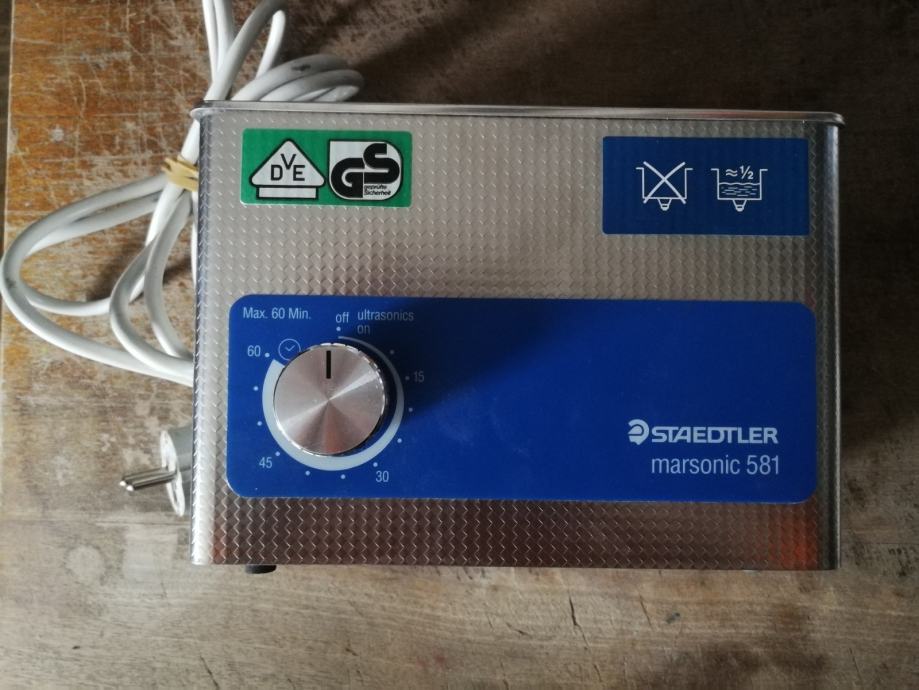 DVE
GS
geprüfte
Sicherheit
≈½
Max. 60 Min.
off
ultrasonics
on
60
15
45
30
STAEDTLER
marsonic 581